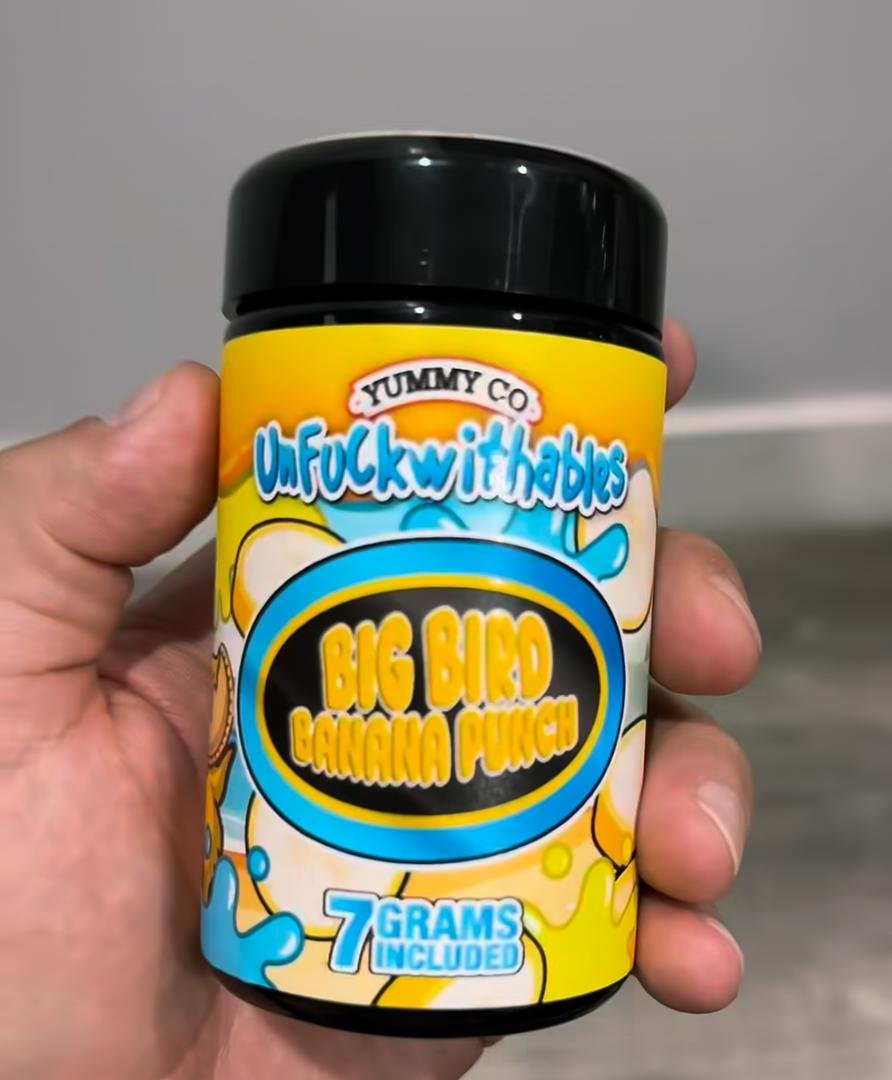 YUMMY CO
UnFuCkwithables
BIG BIRD
BANANA PUNCH
7 GRAMS
INCLUDED